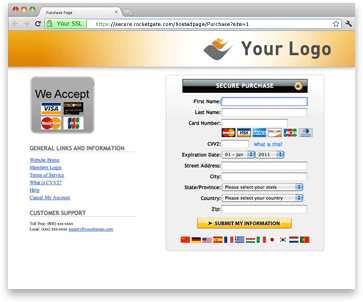 Purchase Page
Your SSL
https://secure.rocketgate.com/hostedpage/Purchase?site=1
Your Logo
We Accept
VISA
GENERAL LINKS AND INFORMATION
Website Home
Members Login
Terms of Service
What is CVV2?
Help
Cancel My Account
CUSTOMER SUPPORT
Toll Free: (800) xxx-xxxx
Local: (800) xxx-xxxx
SECURE PURCHASE
First Name:
Last Name:
Card Number:
VISA
CVV2:
What is this?
Expiration Date:
01 - Jan
2011
Street Address:
City:
State/Province:
Please select your state
Country:
Please select your country
Zip:
SUBMIT MY INFORMATION